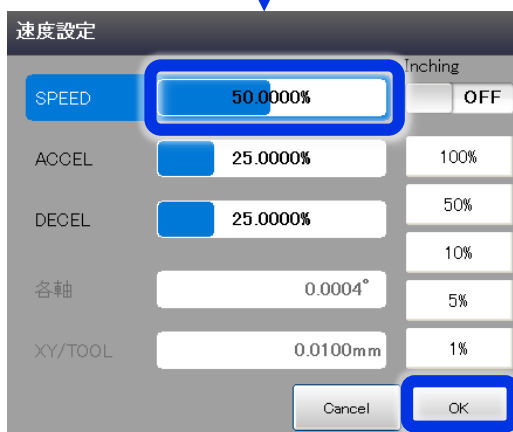 速度設定
Inching
SPEED 50.0000% OFF
ACCEL 25.0000% 100%
DECEL 25.0000% 50%
10%
各軸 0.0004° 5%
XY/TOOL 0.0100mm 1%
Cancel OK